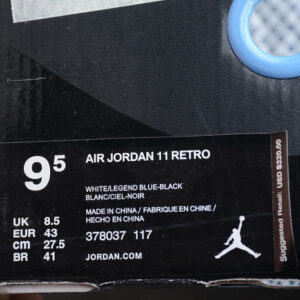 9⁵
AIR JORDAN 11 RETRO
WHITE/LEGEND BLUE-BLACK
BLANC/CIEL-NOIR
MADE IN CHINA / FABRIQUE EN CHINE /
HECHO EN CHINA
378037 117
JORDAN.COM
UK 8.5
EUR 43
cm 27.5
BR 41
Suggested Retail: USD $220.00